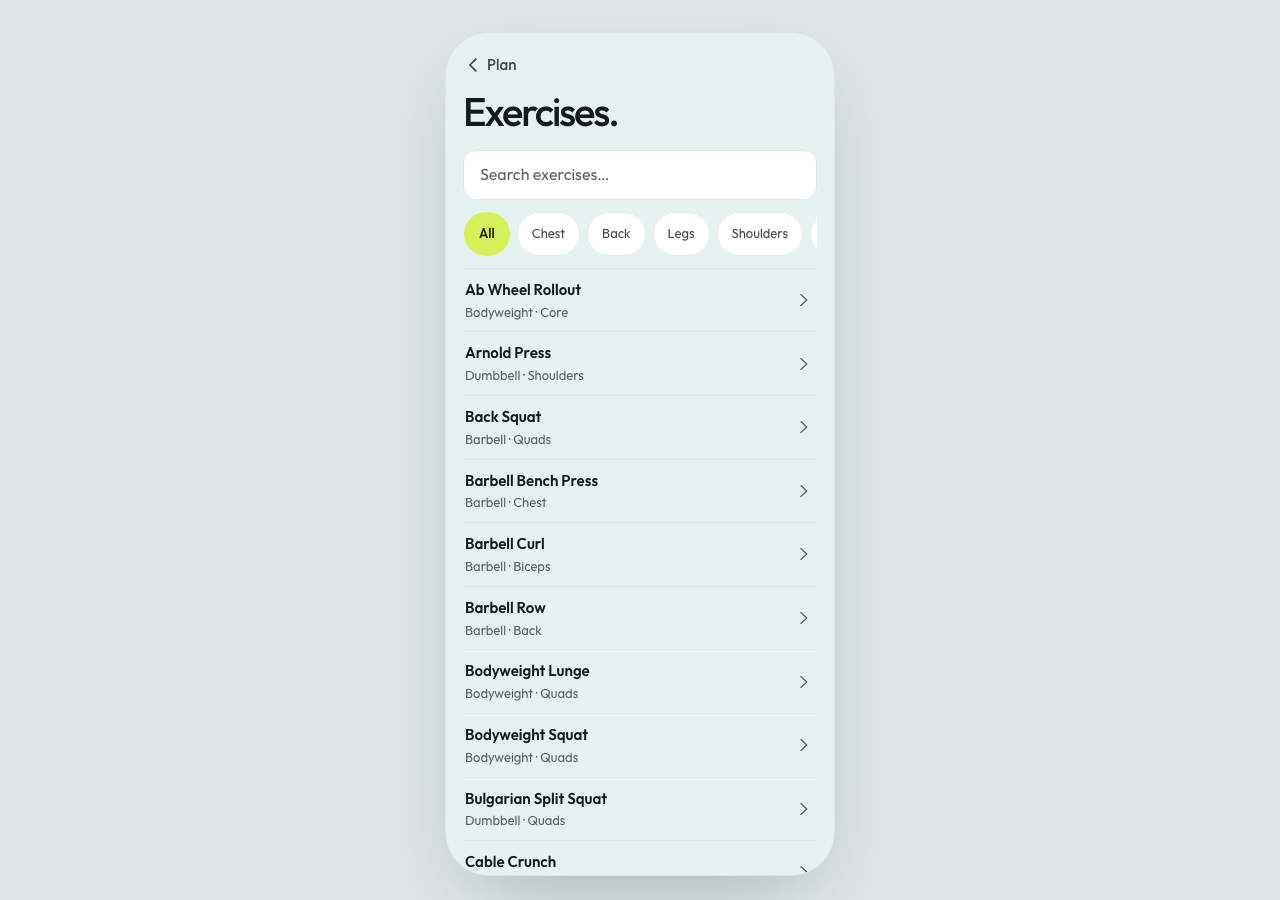 Plan
Exercises.
Search exercises...
All
Chest
Back
Legs
Shoulders
Ab Wheel Rollout
Bodyweight · Core
Arnold Press
Dumbbell · Shoulders
Back Squat
Barbell · Quads
Barbell Bench Press
Barbell · Chest
Barbell Curl
Barbell · Biceps
Barbell Row
Barbell · Back
Bodyweight Lunge
Bodyweight · Quads
Bodyweight Squat
Bodyweight · Quads
Bulgarian Split Squat
Dumbbell · Quads
Cable Crunch